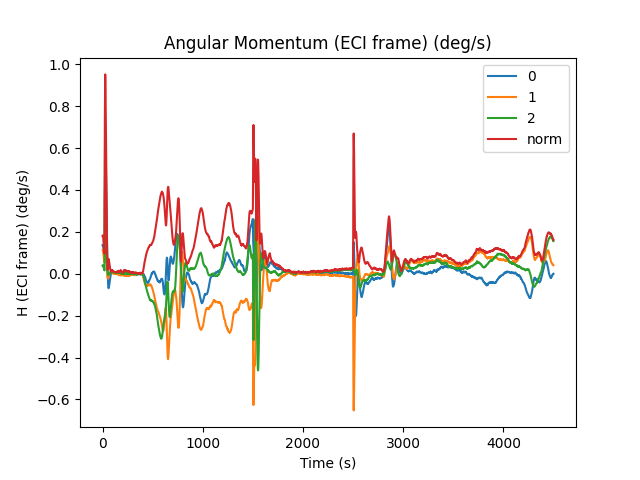 Angular Momentum (ECI frame) (deg/s)
H (ECI frame) (deg/s)
1.0
0.8
0.6
0.4
0.2
0.0
−0.2
−0.4
−0.6
0
1
2
norm
0 1000 2000 3000 4000
Time (s)